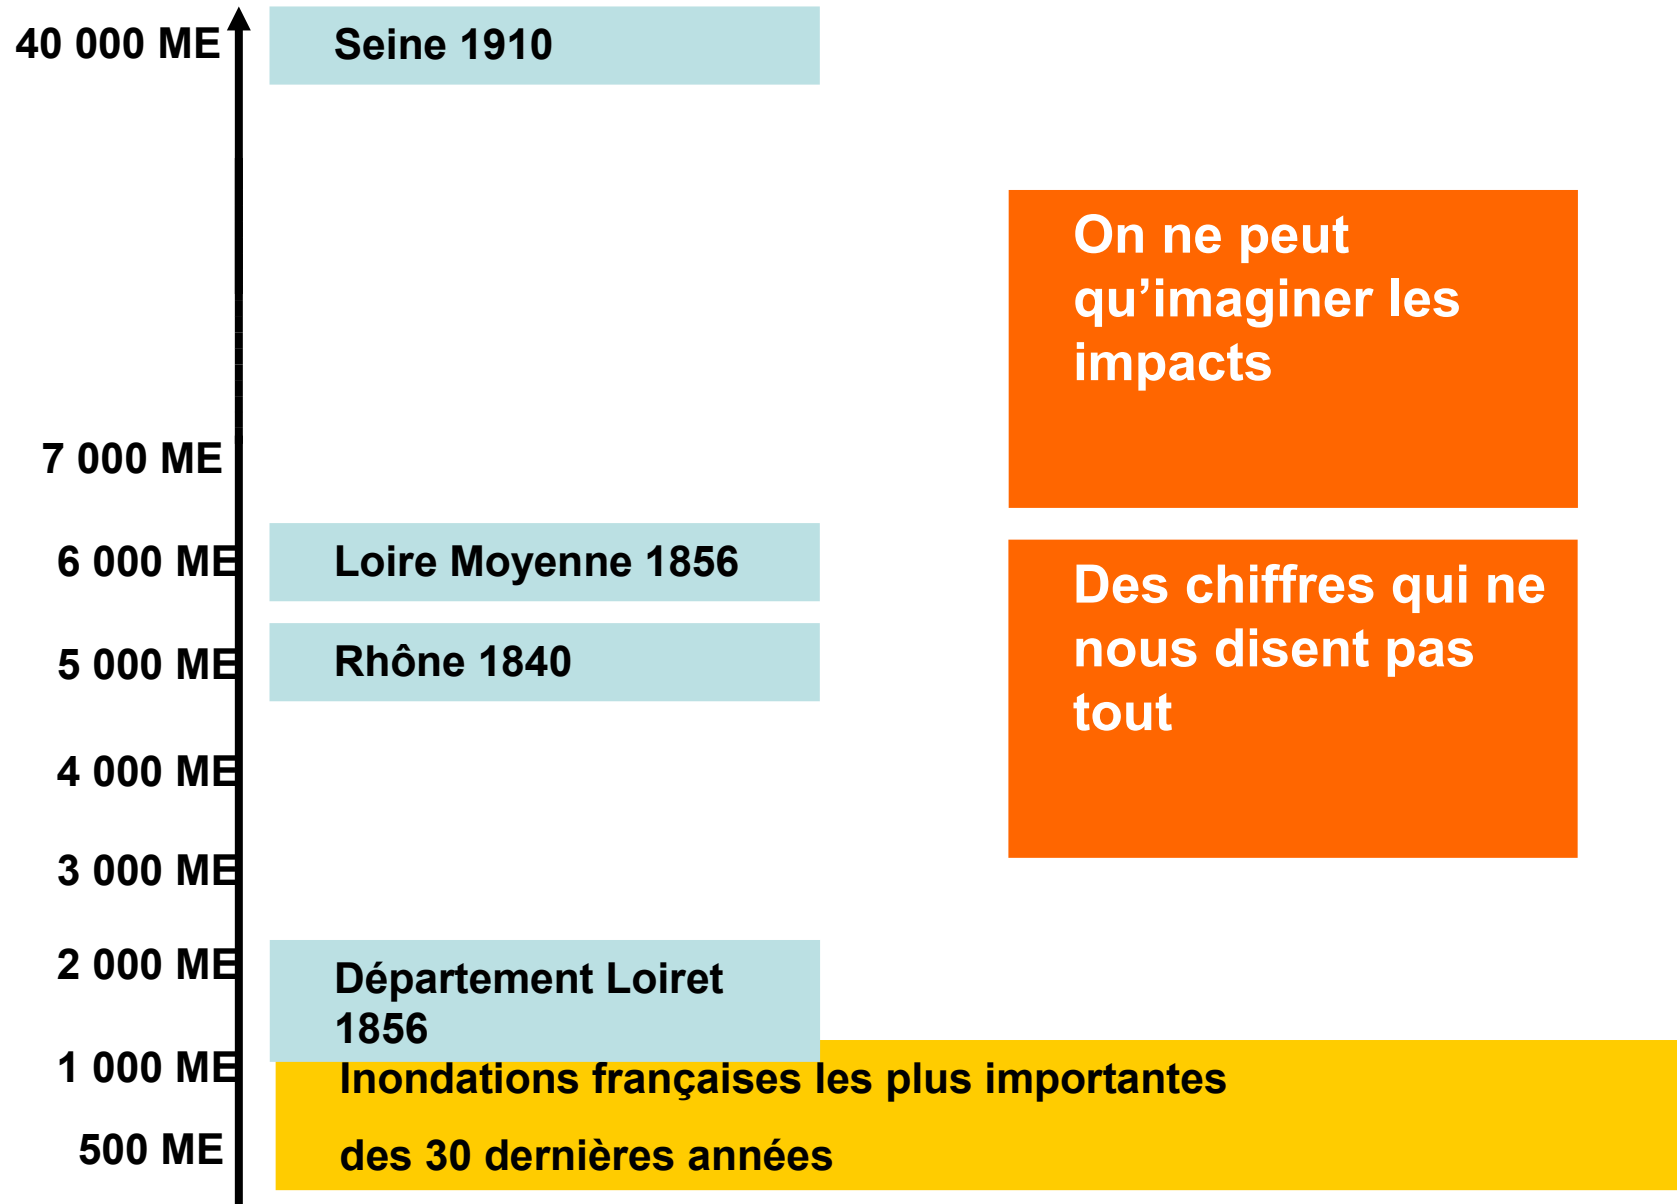 40 000 ME
Seine 1910
On ne peut
qu’imaginer les
impacts
7 000 ME
6 000 ME
Loire Moyenne 1856
Des chiffres qui ne
nous disent pas
tout
5 000 ME
Rhône 1840
4 000 ME
3 000 ME
2 000 ME
Département Loiret
1856
1 000 ME
Inondations françaises les plus importantes
500 ME
des 30 dernières années